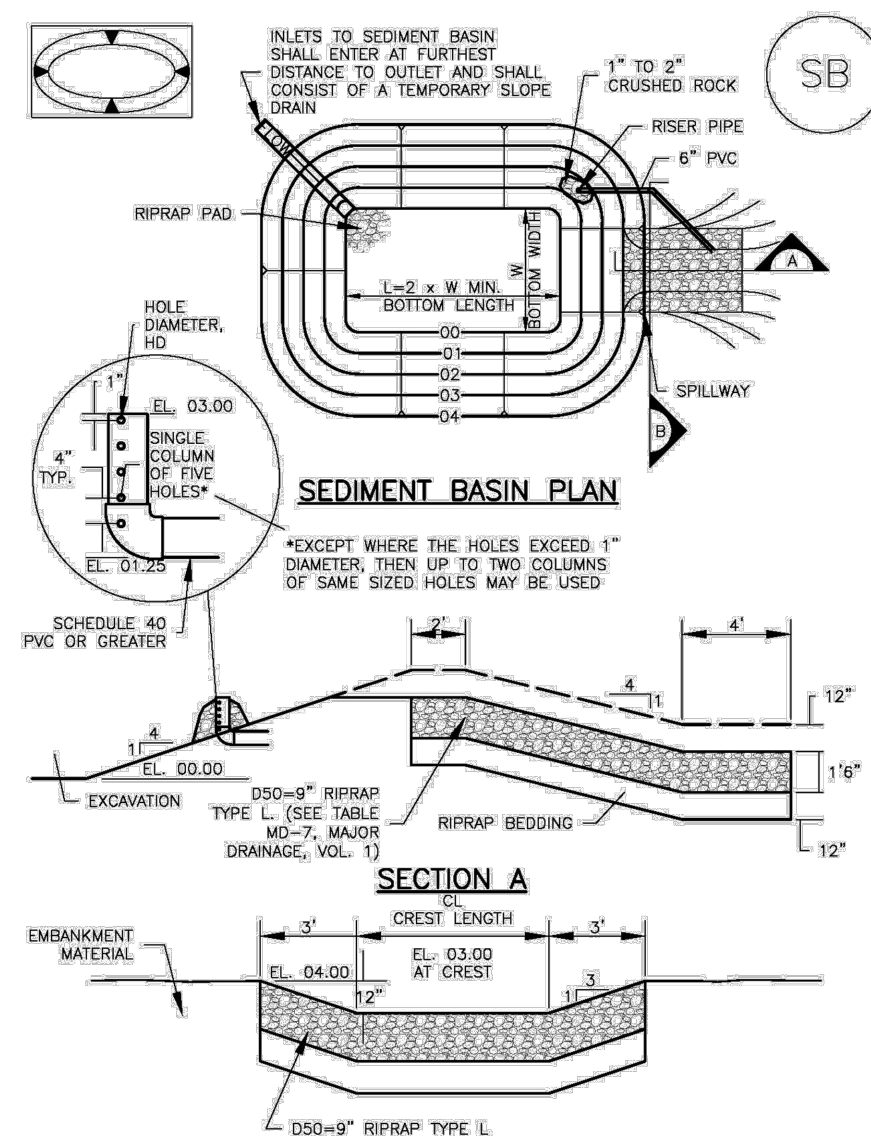 INLETS TO SEDIMENT BASIN
SHALL ENTER AT FURTHEST
DISTANCE TO OUTLET AND SHALL
CONSIST OF A TEMPORARY SLOPE
DRAIN
1" TO 2"
CRUSHED ROCK
SB
RISER PIPE
6" PVC
FLOW
RIPRAP PAD
W
BOTTOM WIDTH
L=2 x W MIN.
BOTTOM LENGTH
A
00
01
02
03
04
SPILLWAY
B
HOLE
DIAMETER,
HD
1"
EL. 03.00
4"
TYP.
SINGLE
COLUMN
OF FIVE
HOLES*
EL. 01.25
SEDIMENT BASIN PLAN
*EXCEPT WHERE THE HOLES EXCEED 1"
DIAMETER, THEN UP TO TWO COLUMNS
OF SAME SIZED HOLES MAY BE USED
SCHEDULE 40
PVC OR GREATER
2'
4'
4
1
12"
4
1
EL. 00.00
EXCAVATION
D50=9" RIPRAP
TYPE L. (SEE TABLE
MD-7, MAJOR
DRAINAGE, VOL. 1)
RIPRAP BEDDING
1'6"
12"
SECTION A
CL
CREST LENGTH
3'
3'
EMBANKMENT
MATERIAL
EL. 04.00
EL. 03.00
AT CREST
12"
3
1
D50=9" RIPRAP TYPE L